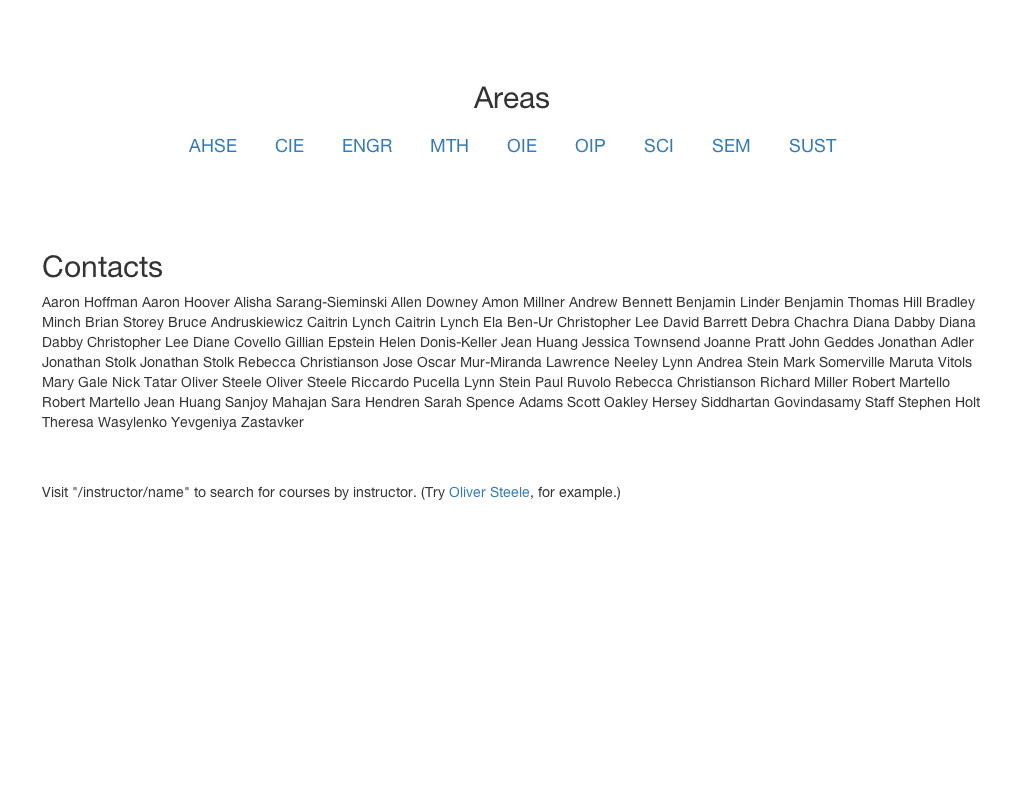 Areas
AHSE CIE ENGR MTH OIE OIP SCI SEM SUST
Contacts
Aaron Hoffman Aaron Hoover Alisha Sarang-Sieminski Allen Downey Amon Millner Andrew Bennett Benjamin Linder Benjamin Thomas Hill Bradley
Minch Brian Storey Bruce Andruskiewicz Caitrin Lynch Caitrin Lynch Ela Ben-Ur Christopher Lee David Barrett Debra Chachra Diana Dabby Diana
Dabby Christopher Lee Diane Covello Gillian Epstein Helen Donis-Keller Jean Huang Jessica Townsend Joanne Pratt John Geddes Jonathan Adler
Jonathan Stolk Jonathan Stolk Rebecca Christianson Jose Oscar Mur-Miranda Lawrence Neeley Lynn Andrea Stein Mark Somerville Maruta Vitols
Mary Gale Nick Tatar Oliver Steele Oliver Steele Riccardo Pucella Lynn Stein Paul Ruvolo Rebecca Christianson Richard Miller Robert Martello
Robert Martello Jean Huang Sanjoy Mahajan Sara Hendren Sarah Spence Adams Scott Oakley Hersey Siddhartan Govindasamy Staff Stephen Holt
Theresa Wasylenko Yevgeniya Zastavker
Visit "/instructor/name" to search for courses by instructor. (Try Oliver Steele, for example.)